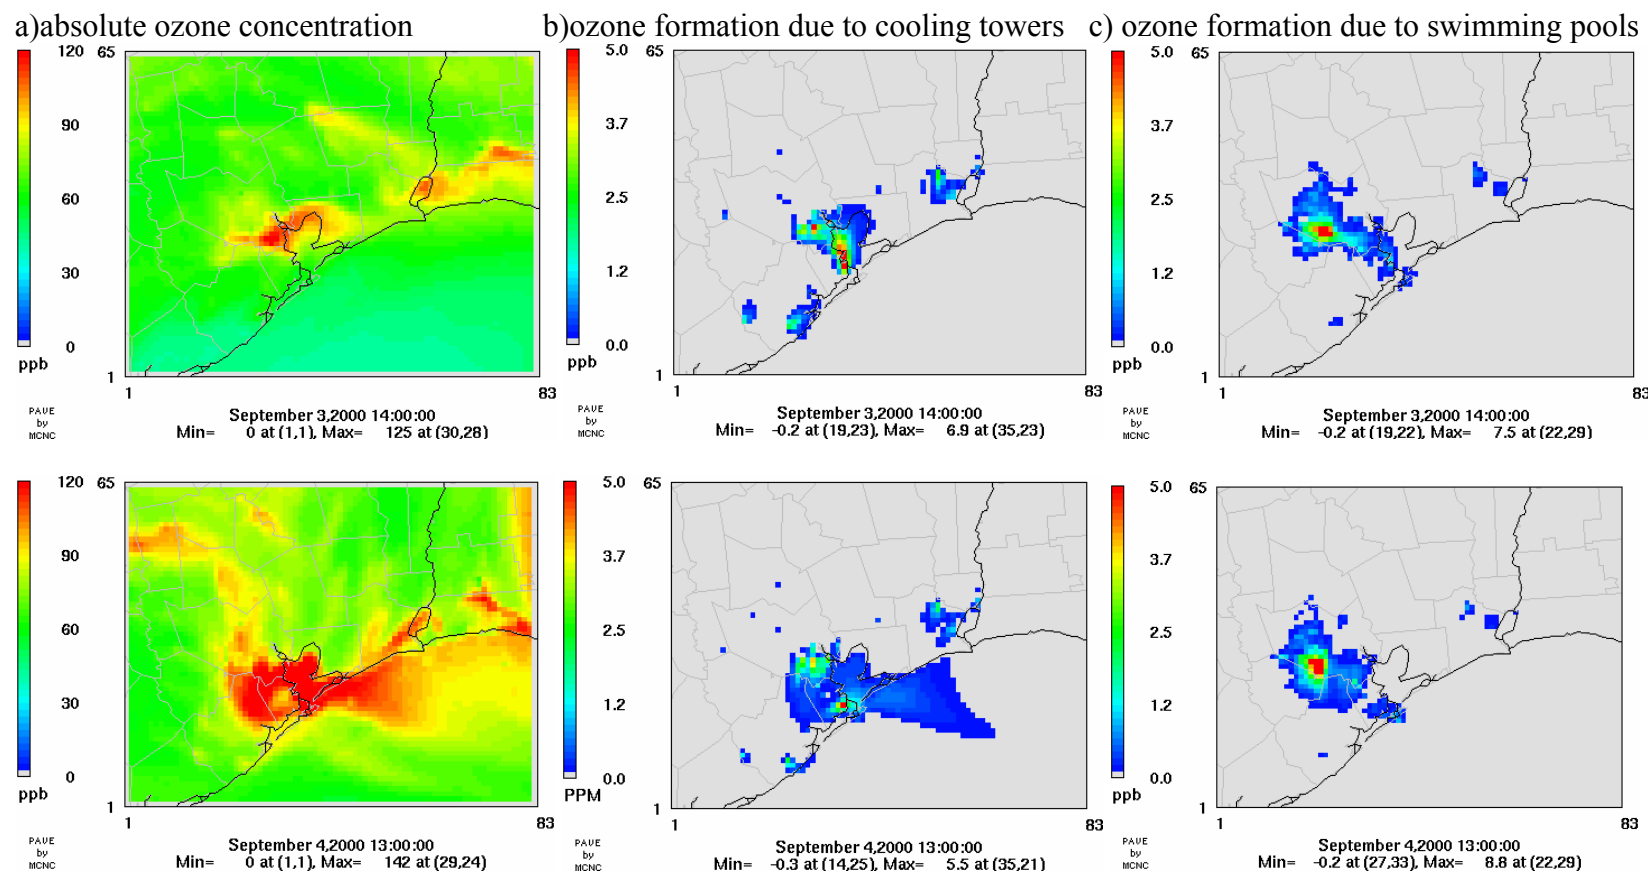 a)absolute ozone concentration
b)ozone formation due to cooling towers
c) ozone formation due to swimming pools
120
90
60
30
0
ppb
65
1
1
83
PAVE
by
MCNC
September 3,2000 14:00:00
Min= 0 at (1,1), Max= 125 at (30,28)
5.0
3.7
2.5
1.2
0.0
ppb
65
1
1
83
PAVE
by
MCNC
September 3,2000 14:00:00
Min= -0.2 at (19,23), Max= 6.9 at (35,23)
5.0
3.7
2.5
1.2
0.0
ppb
65
1
1
83
PAVE
by
MCNC
September 3,2000 14:00:00
Min= -0.2 at (19,22), Max= 7.5 at (22,29)
120
90
60
30
0
ppb
65
1
1
83
PAVE
by
MCNC
September 4,2000 13:00:00
Min= 0 at (1,1), Max= 142 at (29,24)
5.0
3.7
2.5
1.2
0.0
PPM
65
1
1
83
PAVE
by
MCNC
September 4,2000 13:00:00
Min= -0.3 at (14,25), Max= 5.5 at (35,21)
5.0
3.7
2.5
1.2
0.0
ppb
65
1
1
83
PAVE
by
MCNC
September 4,2000 13:00:00
Min= -0.2 at (27,33), Max= 8.8 at (22,29)